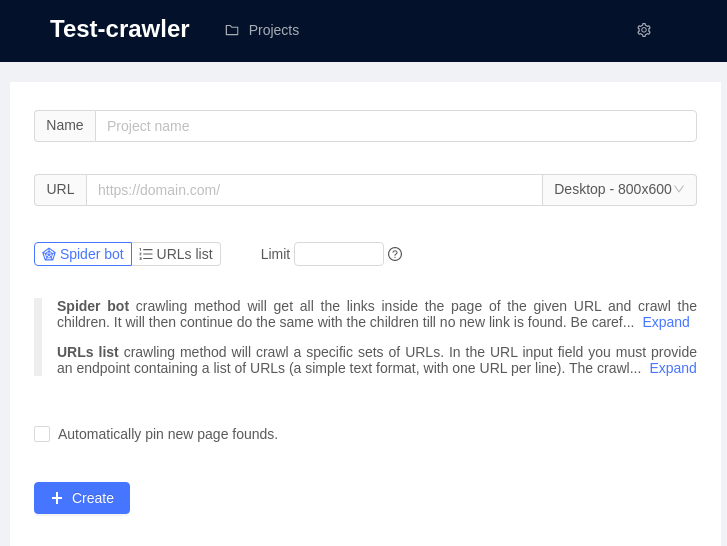 Test-crawler
Projects
Name
Project name
URL
https://domain.com/
Desktop - 800x600
Spider bot
URLs list
Limit
Spider bot crawling method will get all the links inside the page of the given URL and crawl the
children. It will then continue do the same with the children till no new link is found. Be caref... Expand
URLs list crawling method will crawl a specific sets of URLs. In the URL input field you must provide
an endpoint containing a list of URLs (a simple text format, with one URL per line). The crawl... Expand
Automatically pin new page founds.
Create